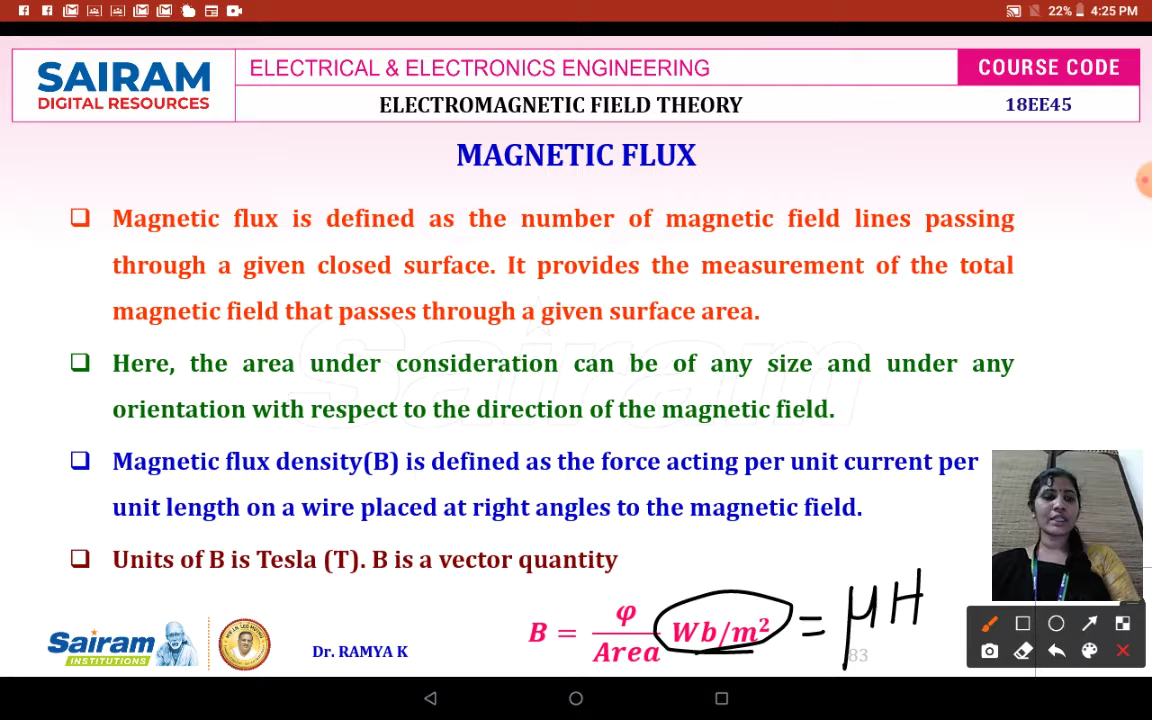 22% 4:25 PM
SAIRAM
DIGITAL RESOURCES
ELECTRICAL & ELECTRONICS ENGINEERING
COURSE CODE
ELECTROMAGNETIC FIELD THEORY
18EE45
MAGNETIC FLUX
❑ Magnetic flux is defined as the number of magnetic field lines passing
through a given closed surface. It provides the measurement of the total
magnetic field that passes through a given surface area.
❑ Here, the area under consideration can be of any size and under any
orientation with respect to the direction of the magnetic field.
❑ Magnetic flux density(B) is defined as the force acting per unit current per
unit length on a wire placed at right angles to the magnetic field.
❑ Units of B is Tesla (T). B is a vector quantity
B = φ/Area Wb/m² = μH
Sairam
INSTITUTIONS
Dr. RAMYA K
83